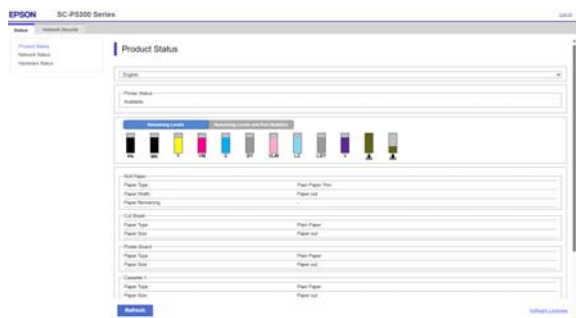 EPSON SC-P5300 Series
Log in
Status Network Security
Product Status
Network Status
Hardware Status
Product Status
English
Printer Status
Available
Remaining Levels Remaining Levels and Part Numbers
PK MK Y VM C GY VLM LC LGY V
Roll Paper
Paper Type Plain Paper Thin
Paper Width Paper out
Paper Remaining -
Cut Sheet
Paper Type Plain Paper
Paper Size Paper out
Poster Board
Paper Type Plain Paper
Paper Size Paper out
Cassette 1
Paper Type Plain Paper
Paper Size Paper out
Refresh
Software Licenses